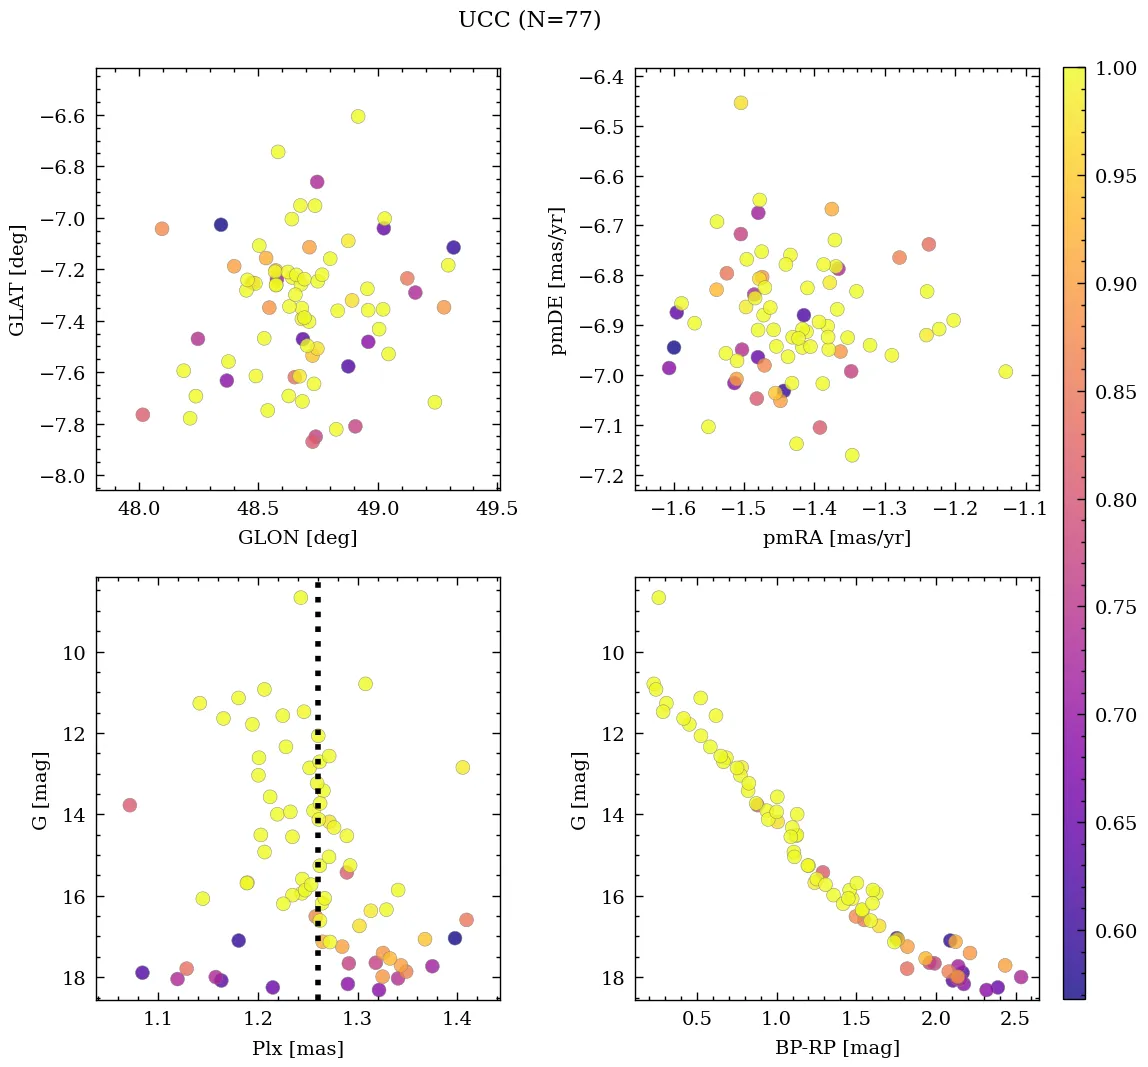 UCC (N=77)
−6.6
−6.8
−7.0
−7.2
−7.4
−7.6
−7.8
−8.0
GLAT [deg]
48.0 48.5 49.0 49.5
GLON [deg]
−6.4
−6.5
−6.6
−6.7
−6.8
−6.9
−7.0
−7.1
−7.2
pmDE [mas/yr]
−1.6 −1.5 −1.4 −1.3 −1.2 −1.1
pmRA [mas/yr]
10
12
14
16
18
G [mag]
1.1 1.2 1.3 1.4
Plx [mas]
10
12
14
16
18
G [mag]
0.5 1.0 1.5 2.0 2.5
BP-RP [mag]
1.00
0.95
0.90
0.85
0.80
0.75
0.70
0.65
0.60